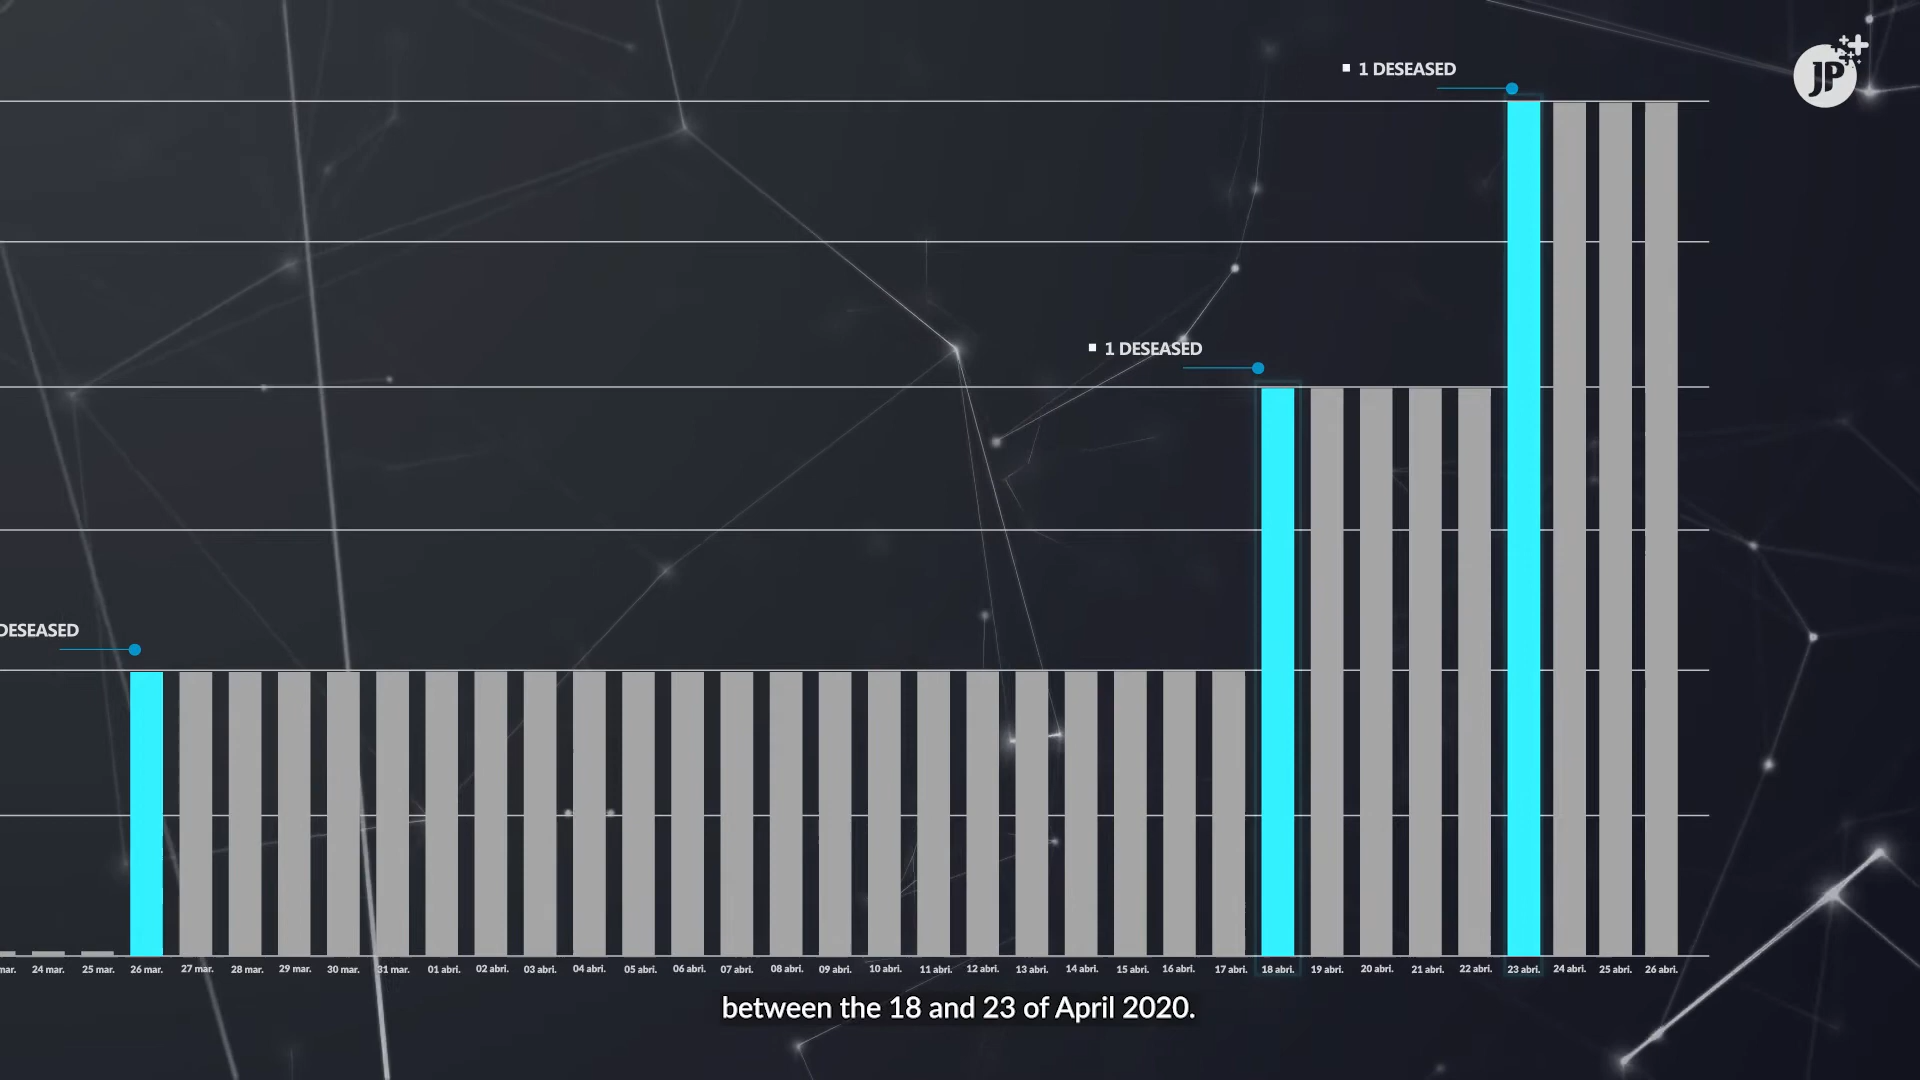 1 DESEASED
JP
1 DESEASED
DESEASED
mar. 24 mar. 25 mar. 26 mar. 27 mar. 28 mar. 29 mar. 30 mar. 31 mar. 01 abri. 02 abri. 03 abri. 04 abri. 05 abri. 06 abri. 07 abri. 08 abri. 09 abri. 10 abri. 11 abri. 12 abri. 13 abri. 14 abri. 15 abri. 16 abri. 17 abri. 18 abri. 19 abri. 20 abri. 21 abri. 22 abri. 23 abri. 24 abri. 25 abri. 26 abri.
between the 18 and 23 of April 2020.